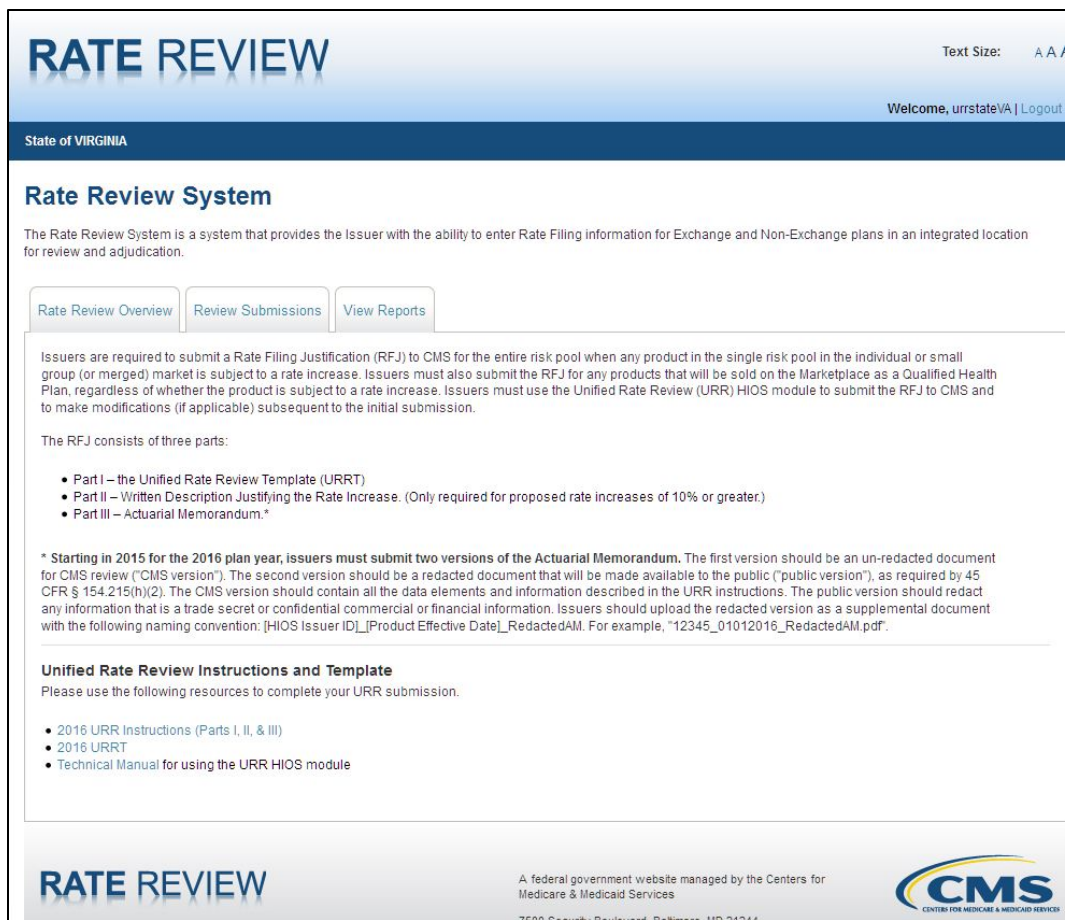 RATE REVIEW
Text Size: A A A
Welcome, urrstateVA | Logout
State of VIRGINIA
Rate Review System
The Rate Review System is a system that provides the Issuer with the ability to enter Rate Filing information for Exchange and Non-Exchange plans in an integrated location
for review and adjudication.
Rate Review Overview
Review Submissions
View Reports
Issuers are required to submit a Rate Filing Justification (RFJ) to CMS for the entire risk pool when any product in the single risk pool in the individual or small
group (or merged) market is subject to a rate increase. Issuers must also submit the RFJ for any products that will be sold on the Marketplace as a Qualified Health
Plan, regardless of whether the product is subject to a rate increase. Issuers must use the Unified Rate Review (URR) HIOS module to submit the RFJ to CMS and
to make modifications (if applicable) subsequent to the initial submission.
The RFJ consists of three parts:
• Part I – the Unified Rate Review Template (URRT)
• Part II – Written Description Justifying the Rate Increase. (Only required for proposed rate increases of 10% or greater.)
• Part III – Actuarial Memorandum.*
* Starting in 2015 for the 2016 plan year, issuers must submit two versions of the Actuarial Memorandum. The first version should be an un-redacted document
for CMS review ("CMS version"). The second version should be a redacted document that will be made available to the public ("public version"), as required by 45
CFR § 154.215(h)(2). The CMS version should contain all the data elements and information described in the URR instructions. The public version should redact
any information that is a trade secret or confidential commercial or financial information. Issuers should upload the redacted version as a supplemental document
with the following naming convention: [HIOS Issuer ID]_[Product Effective Date]_RedactedAM. For example, "12345_01012016_RedactedAM.pdf".
Unified Rate Review Instructions and Template
Please use the following resources to complete your URR submission.
• 2016 URR Instructions (Parts I, II, & III)
• 2016 URRT
• Technical Manual for using the URR HIOS module
RATE REVIEW
A federal government website managed by the Centers for
Medicare & Medicaid Services
7500 Security Boulevard, Baltimore, MD 21244
CMS
CENTERS FOR MEDICARE & MEDICAID SERVICES